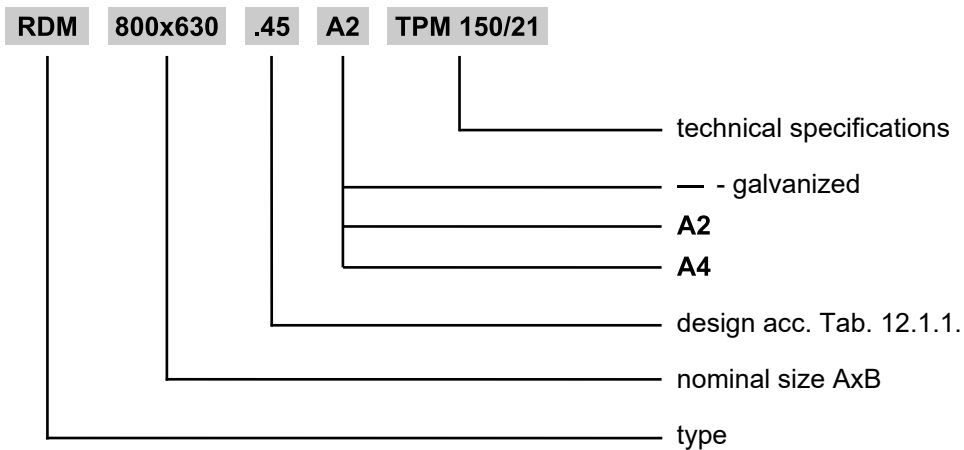 RDM 800x630 .45 A2 TPM 150/21
technical specifications
— - galvanized
A2
A4
design acc. Tab. 12.1.1.
nominal size AxB
type